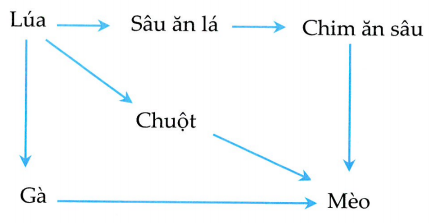 Lúa
Sâu ăn lá
Chim ăn sâu
Chuột
Gà
Mèo